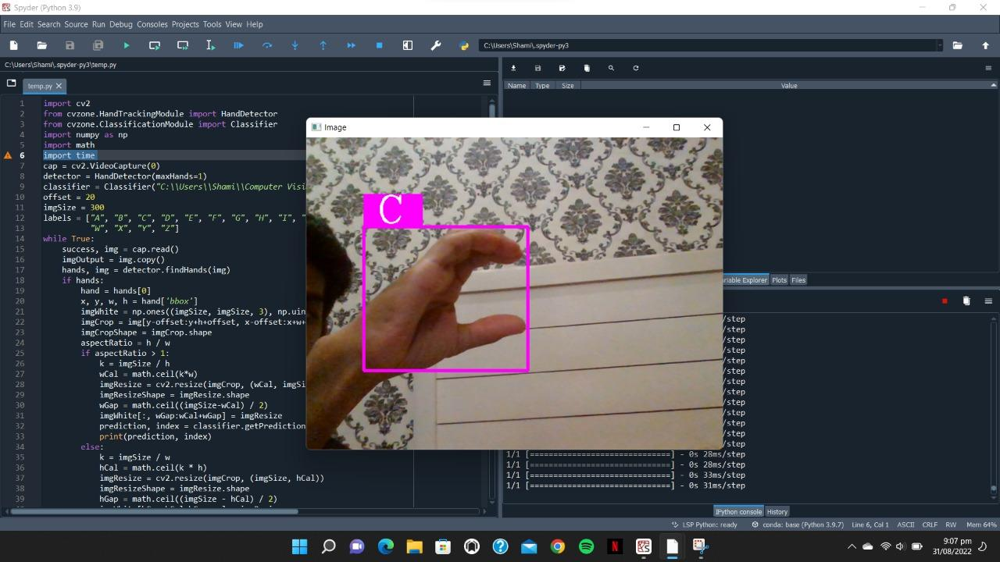 Spyder (Python 3.9)
File Edit Search Source Run Debug Consoles Projects Tools View Help
C:\Users\Shami\.spyder-py3
C:\Users\Shami\.spyder-py3\temp.py
temp.py
Name Type Size Value
1 import cv2
2 from cvzone.HandTrackingModule import HandDetector
3 from cvzone.ClassificationModule import Classifier
4 import numpy as np
5 import math
6 import time
7 cap = cv2.VideoCapture(0)
8 detector = HandDetector(maxHands=1)
9 classifier = Classifier("C:\\Users\\Shami\\Computer Visi
10 offset = 20
11 imgSize = 300
12 labels = ["A", "B", "C", "D", "E", "F", "G", "H", "I", "
13 "W", "X", "Y", "Z"]
14 while True:
15 success, img = cap.read()
16 imgOutput = img.copy()
17 hands, img = detector.findHands(img)
18 if hands:
19 hand = hands[0]
20 x, y, w, h = hand['bbox']
21 imgWhite = np.ones((imgSize, imgSize, 3), np.uin
22 imgCrop = img[y-offset:y+h+offset, x-offset:x+w+
23 imgCropShape = imgCrop.shape
24 aspectRatio = h / w
25 if aspectRatio > 1:
26 k = imgSize / h
27 wCal = math.ceil(k*w)
28 imgResize = cv2.resize(imgCrop, (wCal, imgSi
29 imgResizeShape = imgResize.shape
30 wGap = math.ceil((imgSize-wCal) / 2)
31 imgWhite[:, wGap:wCal+wGap] = imgResize
32 prediction, index = classifier.getPrediction
33 print(prediction, index)
34 else:
35 k = imgSize / w
36 hCal = math.ceil(k * h)
37 imgResize = cv2.resize(imgCrop, (imgSize, hCal))
38 imgResizeShape = imgResize.shape
39 hGap = math.ceil((imgSize - hCal) / 2)
Image
C
Variable Explorer Plots Files
/step
/step
/step
/step
/step
/step
/step
/step
/step
/step
/step
/step
/step
1/1 [==============================] - 0s 28ms/step
1/1 [==============================] - 0s 28ms/step
1/1 [==============================] - 0s 33ms/step
1/1 [==============================] - 0s 31ms/step
IPython console History
LSP Python: ready conda: base (Python 3.9.7) Line 6, Col 1 ASCII CRLF RW Mem 64%
9:07 pm
31/08/2022